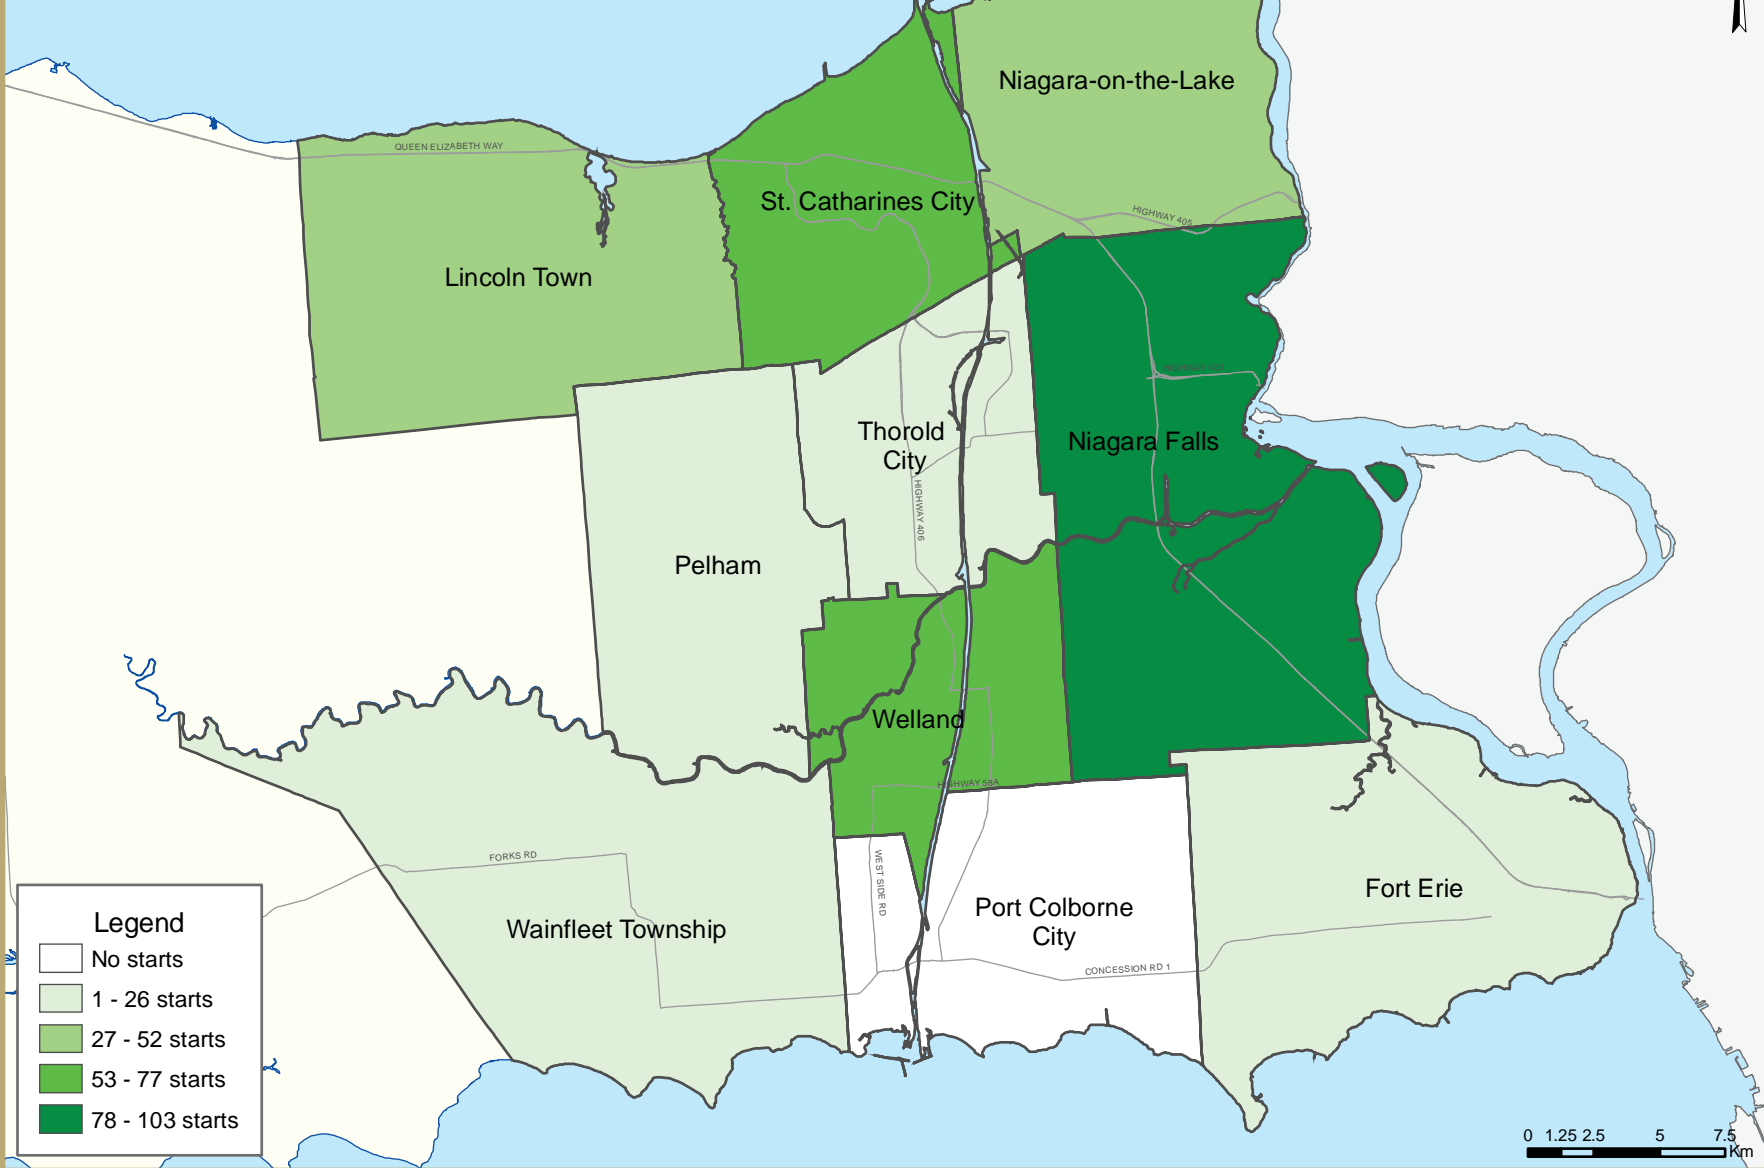 Niagara-on-the-Lake
QUEEN ELIZABETH WAY
St. Catharines City
HIGHWAY 405
Lincoln Town
HIGHWAY 420
Thorold
City
Niagara Falls
HIGHWAY 406
Pelham
Welland
HIGHWAY 58A
FORKS RD
WEST SIDE RD
Fort Erie
Port Colborne
City
Wainfleet Township
CONCESSION RD 1
Legend
No starts
1 - 26 starts
27 - 52 starts
53 - 77 starts
78 - 103 starts
0 1.25 2.5 5 7.5
Km